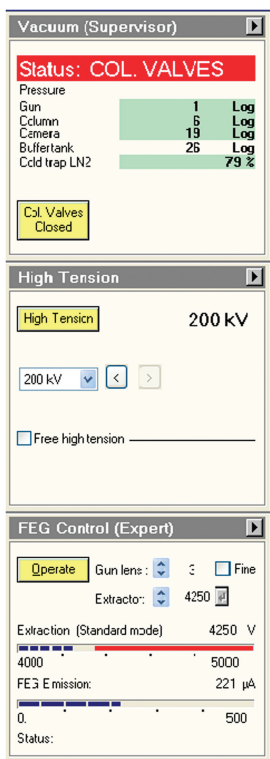 Vacuum (Supervisor)
Status: COL. VALVES
Pressure
Gun 1 Log
Column 6 Log
Camera 19 Log
Buffertank 26 Log
Cold trap LN2 79 %
Col. Valves
Closed
High Tension
High Tension 200 kV
200 kV < >
Free high tension
FEG Control (Expert)
Operate Gun lens : 3 Fine
Extractor: 4250
Extraction (Standard mode) 4250 V
4000 5000
FEG Emission: 221 µA
0. 500
Status: